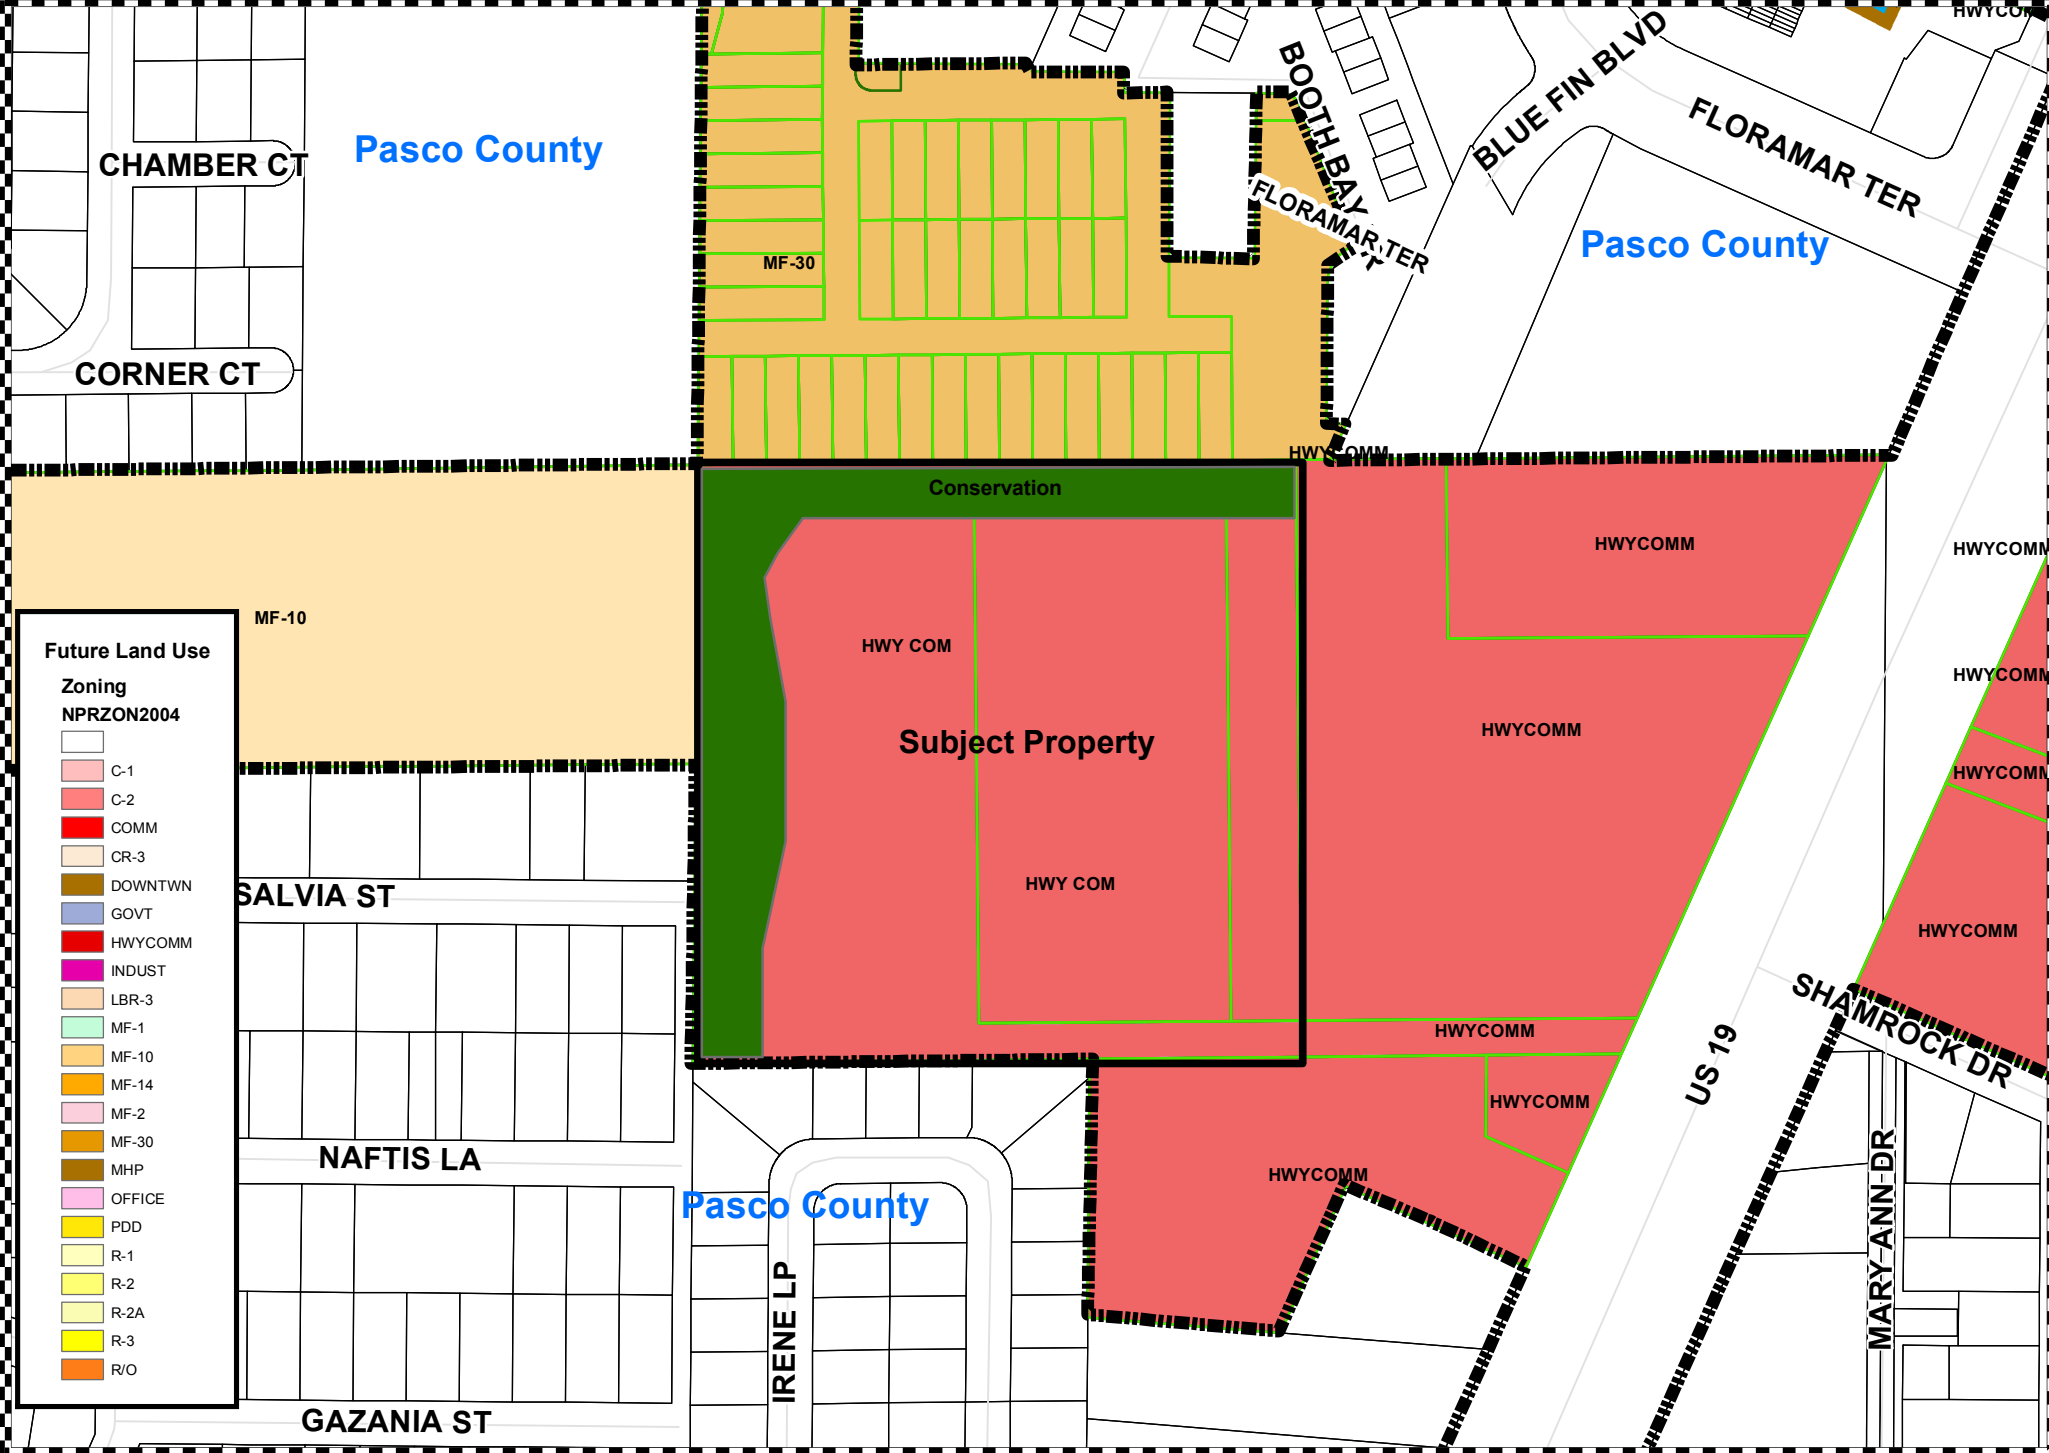 HWYCOMM
BLUE FIN BLVD
BOOTH BAY
FLORAMAR TER
Pasco County
CHAMBER CT
FLORAMAR TER
Pasco County
MF-30
CORNER CT
HWYCOMM
Conservation
HWYCOMM
HWYCOMM
MF-10
HWY COM
HWYCOMM
HWYCOMM
Subject Property
HWYCOMM
HWY COM
SALVIA ST
HWYCOMM
SHAMROCK DR
HWYCOMM
US 19
HWYCOMM
NAFTIS LA
HWYCOMM
Pasco County
MARY ANN DR
IRENE LP
GAZANIA ST
Future Land Use
Zoning
NPRZON2004
C-1
C-2
COMM
CR-3
DOWNTWN
GOVT
HWYCOMM
INDUST
LBR-3
MF-1
MF-10
MF-14
MF-2
MF-30
MHP
OFFICE
PDD
R-1
R-2
R-2A
R-3
R/O